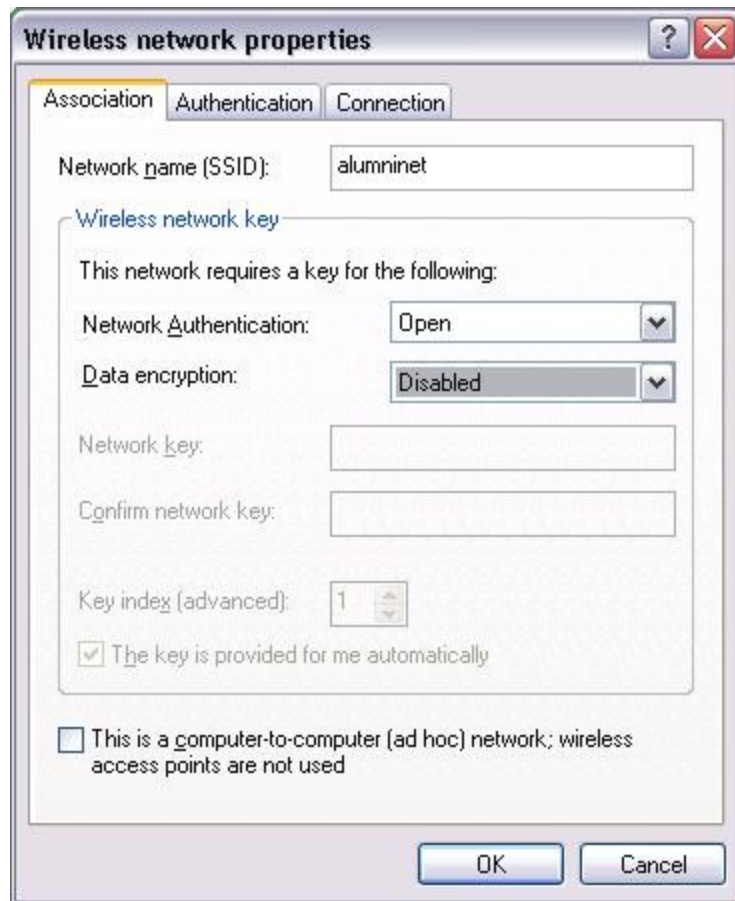 Wireless network properties
Association Authentication Connection
Network name (SSID): alumninet
Wireless network key
This network requires a key for the following:
Network Authentication: Open
Data encryption: Disabled
Network key:
Confirm network key:
Key index (advanced): 1
The key is provided for me automatically
This is a computer-to-computer (ad hoc) network; wireless
access points are not used
OK Cancel